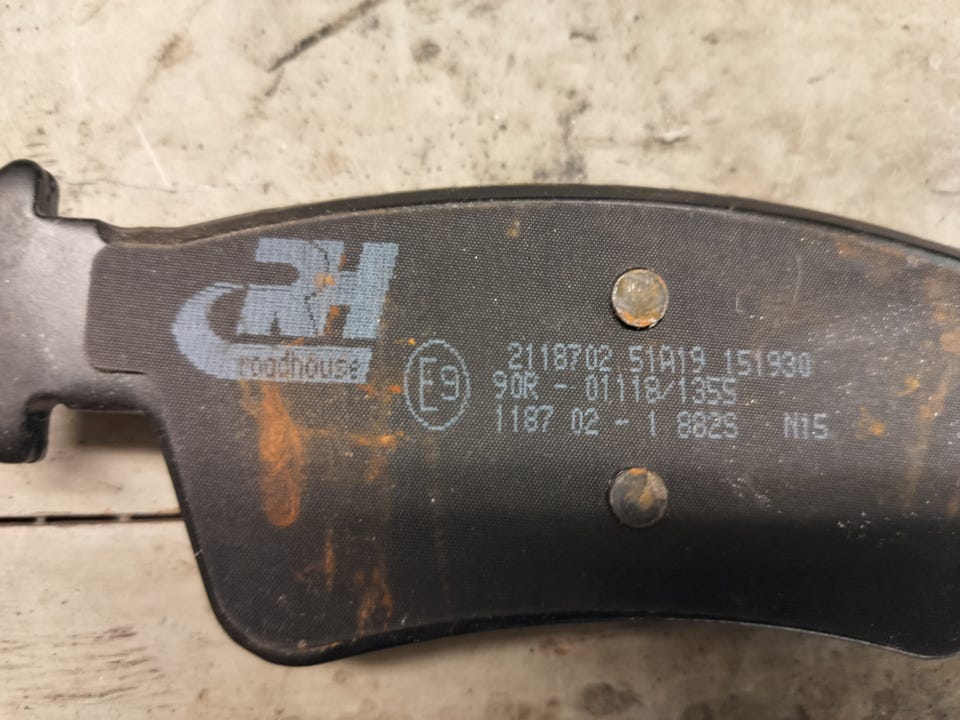 RH
roadhouse
E9
2118702 51A19 151930
90R - 01118/1355
1187 02 - 1 882S N15